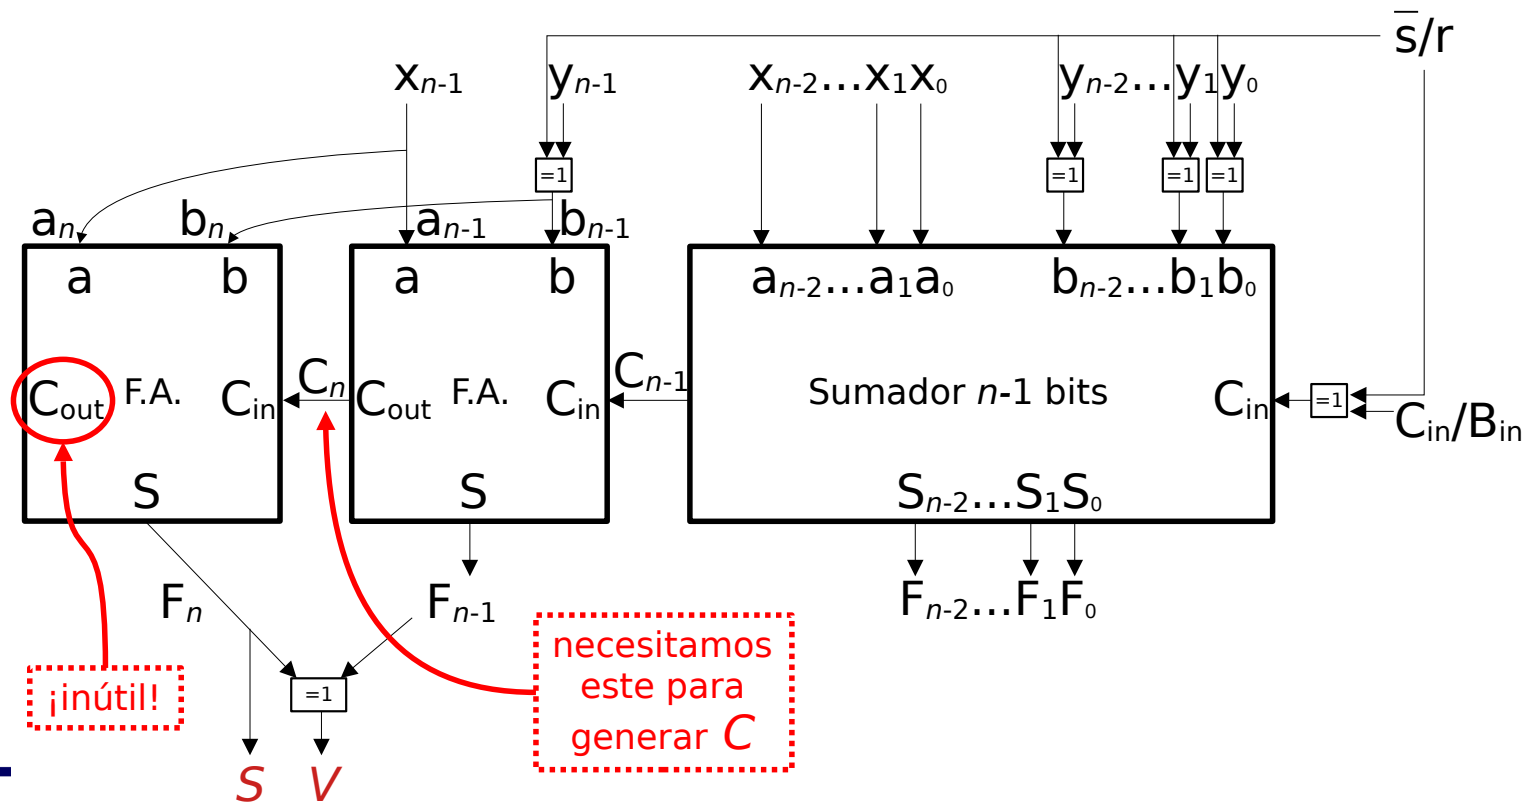 s̅/r
xn-1 yn-1 xn-2...x1x0 yn-2...y1y0
=1 =1 =1 =1
an bn an-1 bn-1
a b a b an-2...a1a0 bn-2...b1b0
Cout F.A. Cin Cn Cout F.A. Cin Cn-1 Sumador n-1 bits Cin =1 Cin/Bin
S S Sn-2...S1S0
Fn Fn-1 Fn-2...F1F0
¡inútil!
=1
necesitamos
este para
generar C
S V